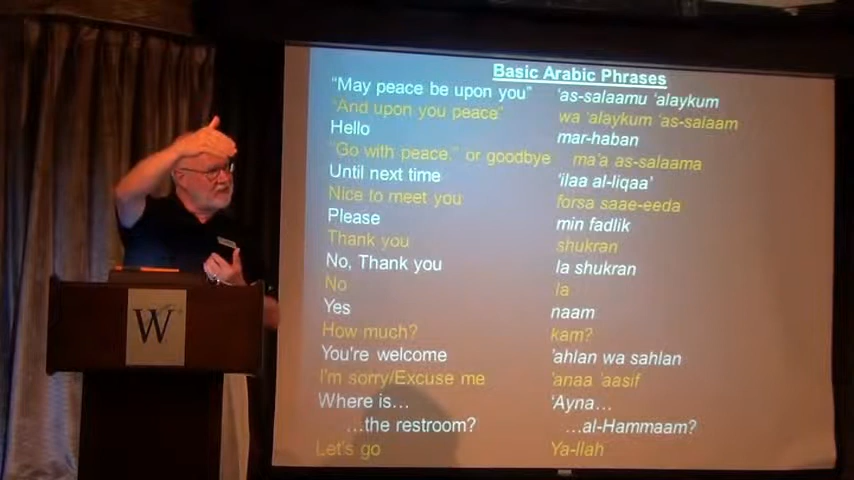 Basic Arabic Phrases
"May peace be upon you" 'as-salaamu 'alaykum
"And upon you peace" wa 'alaykum 'as-salaam
Hello mar-haban
"Go with peace." or goodbye ma'a as-salaama
Until next time 'ilaa al-liqaa'
Nice to meet you forsa saae-eeda
Please min fadlik
Thank you shukran
No, Thank you la shukran
No la
Yes naam
How much? kam?
You're welcome 'ahlan wa sahlan
I'm sorry/Excuse me 'anaa 'aasif
Where is... 'Ayna...
...the restroom? ...al-Hammaam?
Let's go Ya-llah
W